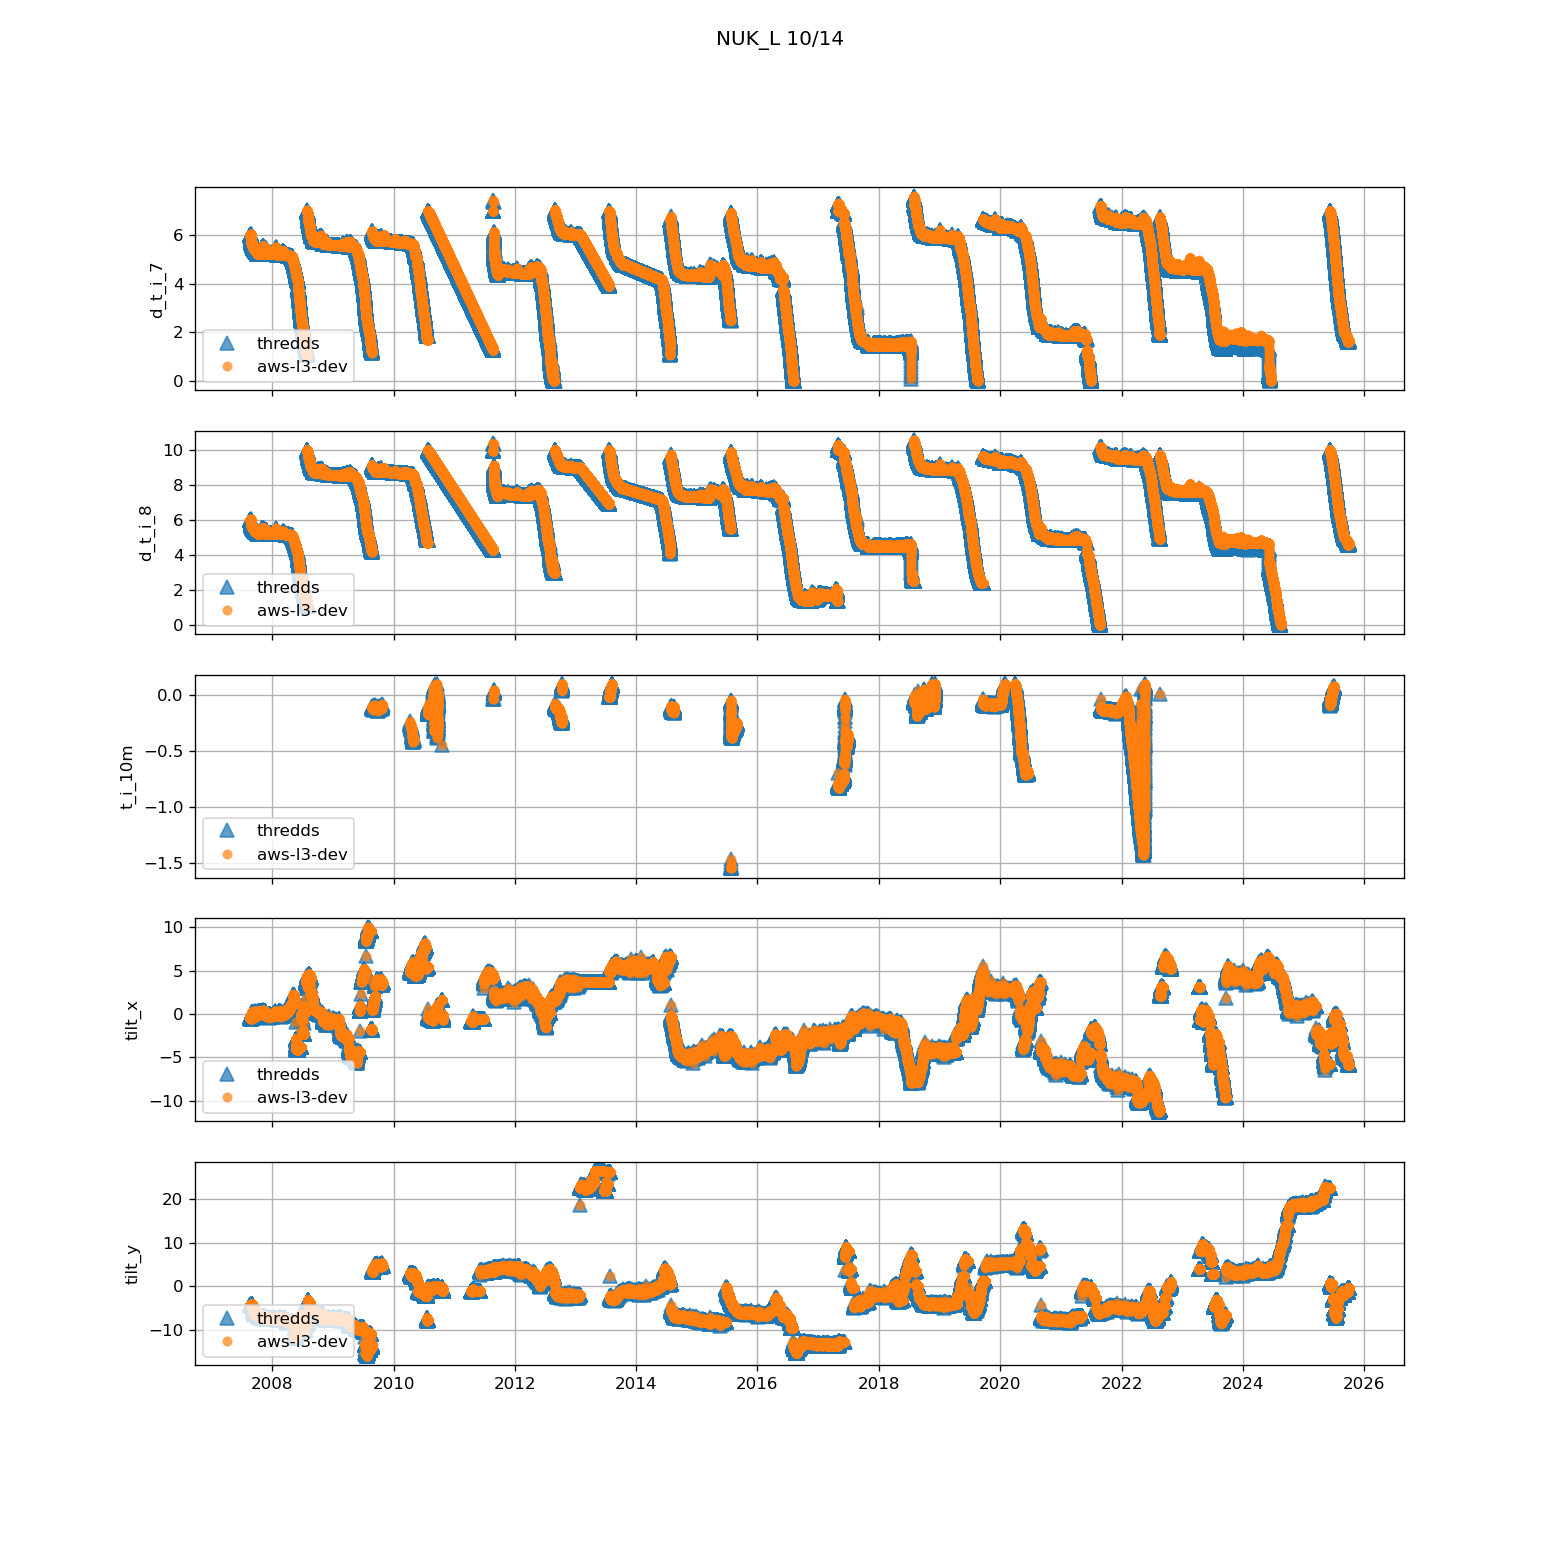 NUK_L 10/14
6
4
2
0
d_t_i_7
thredds
aws-l3-dev
10
8
6
4
2
0
d_t_i_8
thredds
aws-l3-dev
0.0
−0.5
−1.0
−1.5
t_i_10m
thredds
aws-l3-dev
10
5
0
−5
−10
tilt_x
thredds
aws-l3-dev
20
10
0
−10
tilt_y
thredds
aws-l3-dev
2008 2010 2012 2014 2016 2018 2020 2022 2024 2026